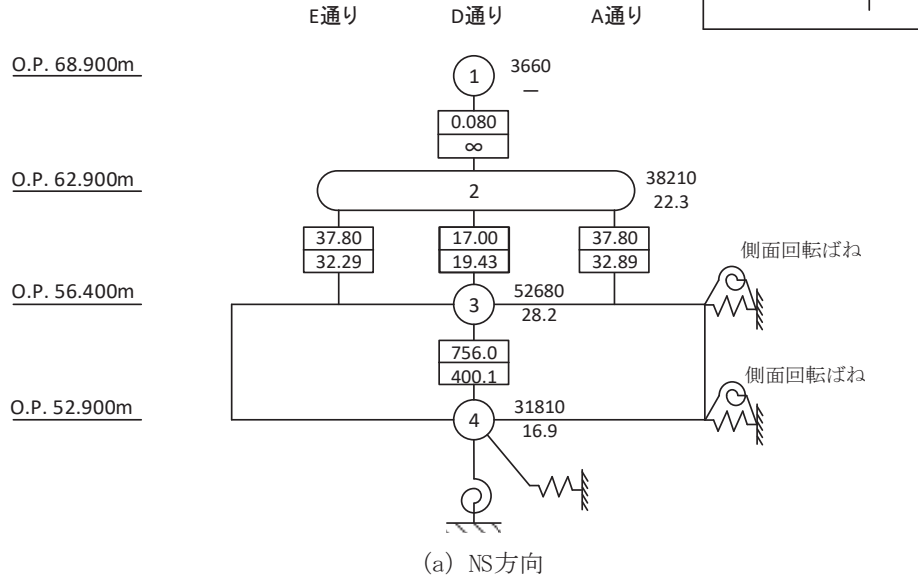 E通り D通り A通り
O.P. 68.900m
1
3660
—
0.080
∞
O.P. 62.900m
2
38210
22.3
37.80
32.29
17.00
19.43
37.80
32.89
側面回転ばね
O.P. 56.400m
3
52680
28.2
756.0
400.1
側面回転ばね
O.P. 52.900m
4
31810
16.9
(a) NS方向